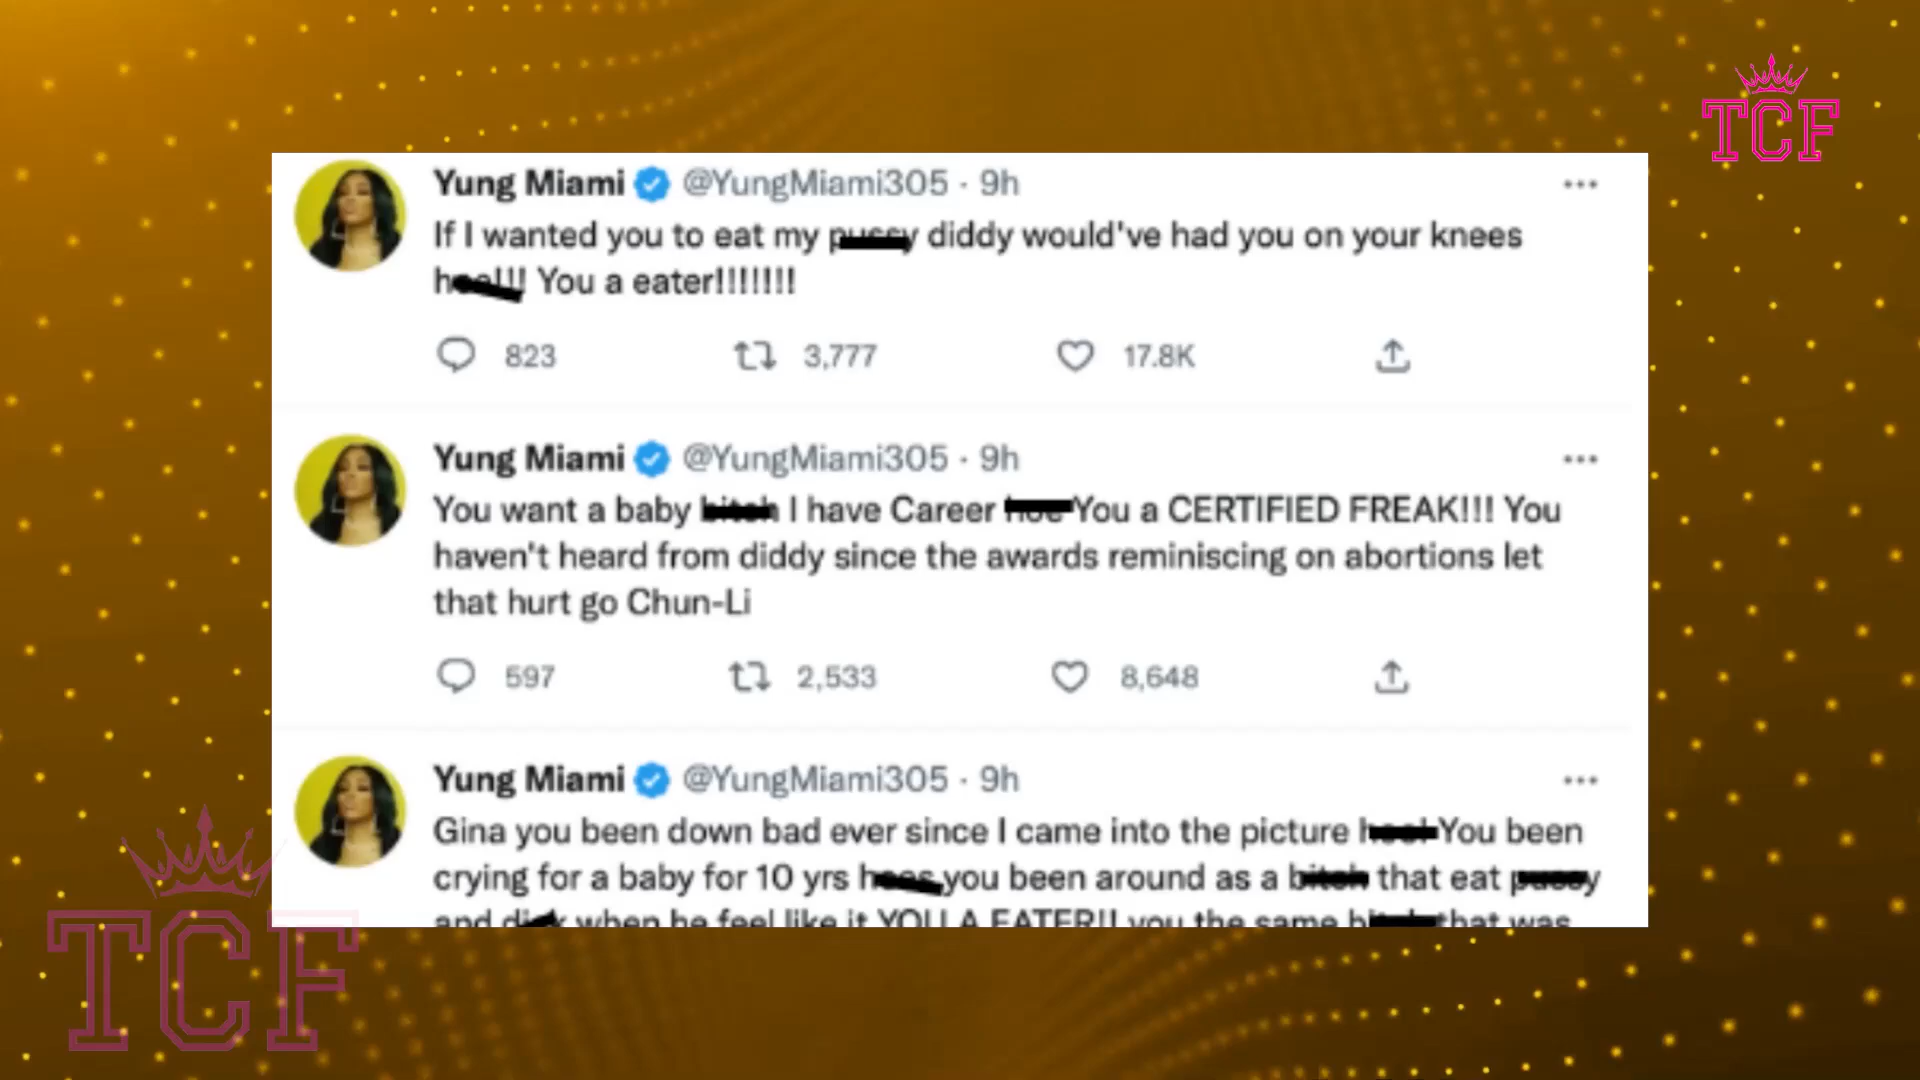 TCF
Yung Miami @YungMiami305 · 9h
If I wanted you to eat my pussy diddy would've had you on your knees
hoe!!! You a eater!!!!!!!
823 3,777 17.8K
Yung Miami @YungMiami305 · 9h
You want a baby bitch I have Career hoe You a CERTIFIED FREAK!!! You
haven't heard from diddy since the awards reminiscing on abortions let
that hurt go Chun-Li
597 2,533 8,648
Yung Miami @YungMiami305 · 9h
Gina you been down bad ever since I came into the picture hoe! You been
crying for a baby for 10 yrs hoes you been around as a bitch that eat pussy
and dick when he feel like it YOU A EATER!! you the same bitch that was
TCF